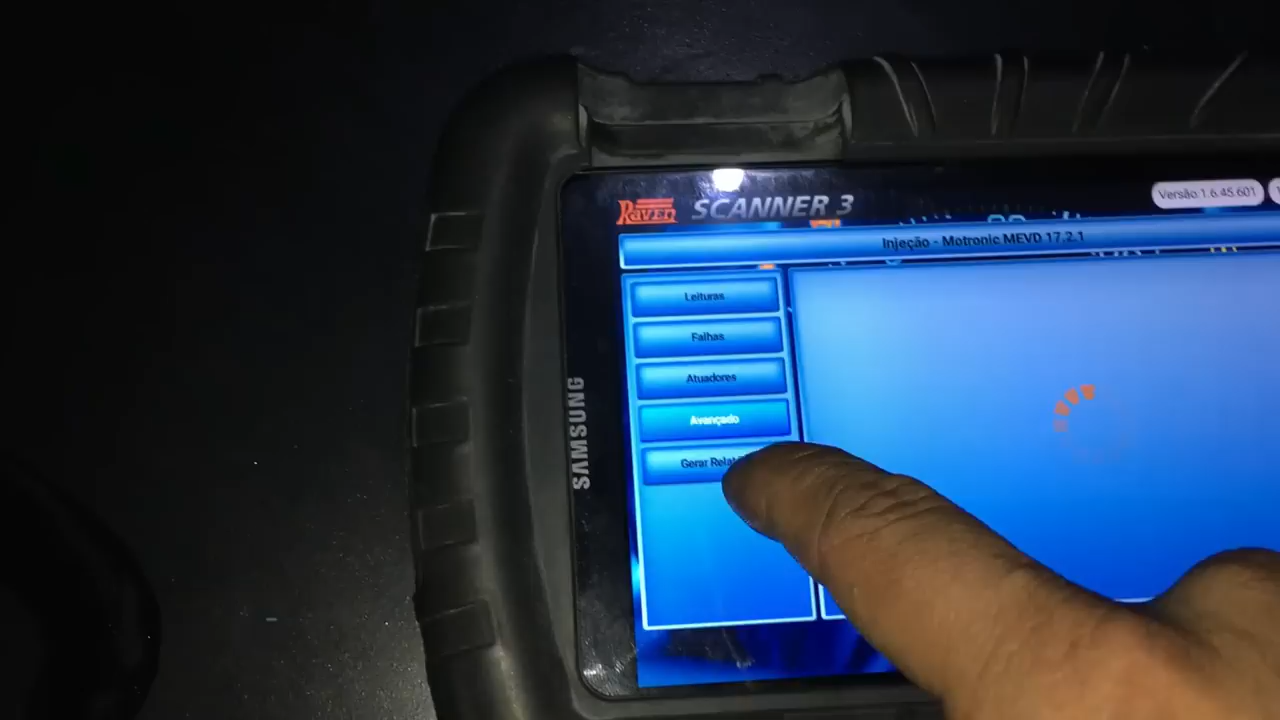 RAVEN SCANNER 3
Versão 1.6.45.601
Injeção - Motronic MEVD 17.2.1
Leituras
Falhas
Atuadores
Avançado
Gerar
SAMSUNG